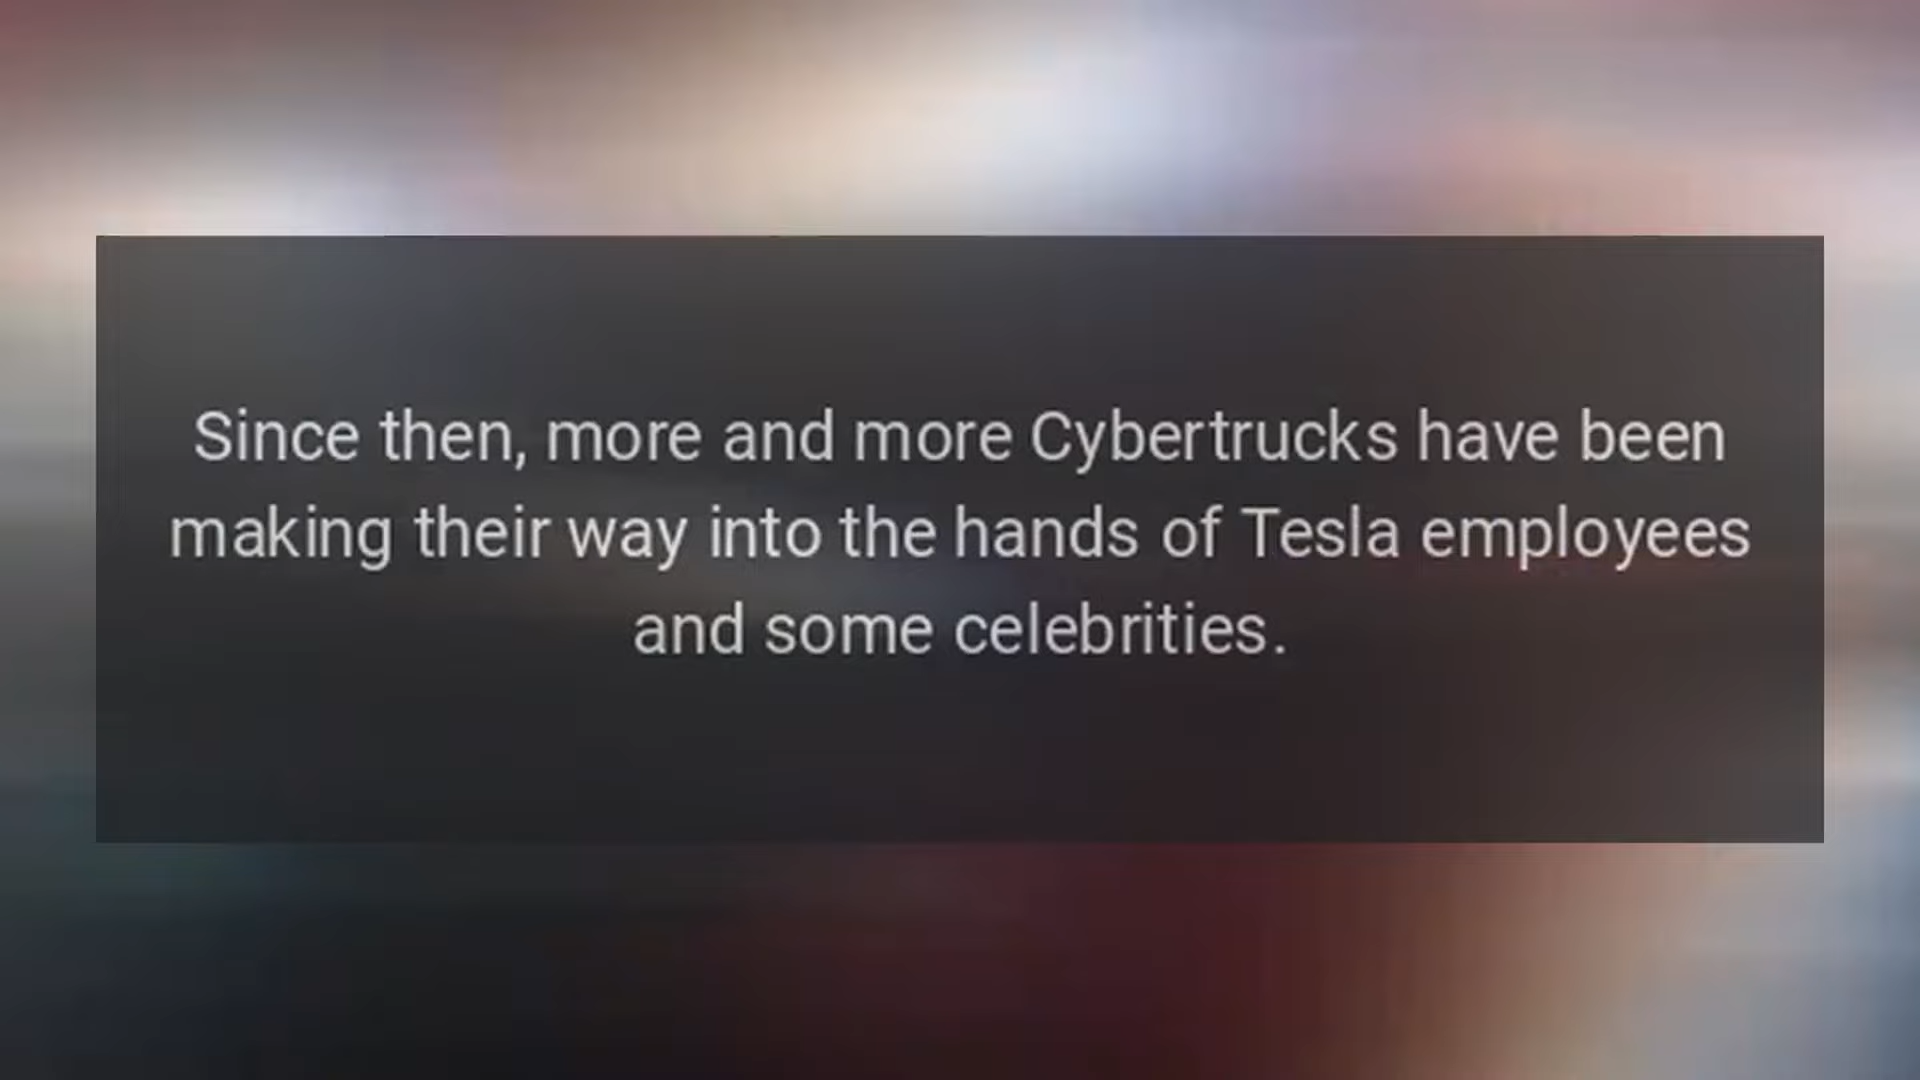 Since then, more and more Cybertrucks have been
making their way into the hands of Tesla employees
and some celebrities.